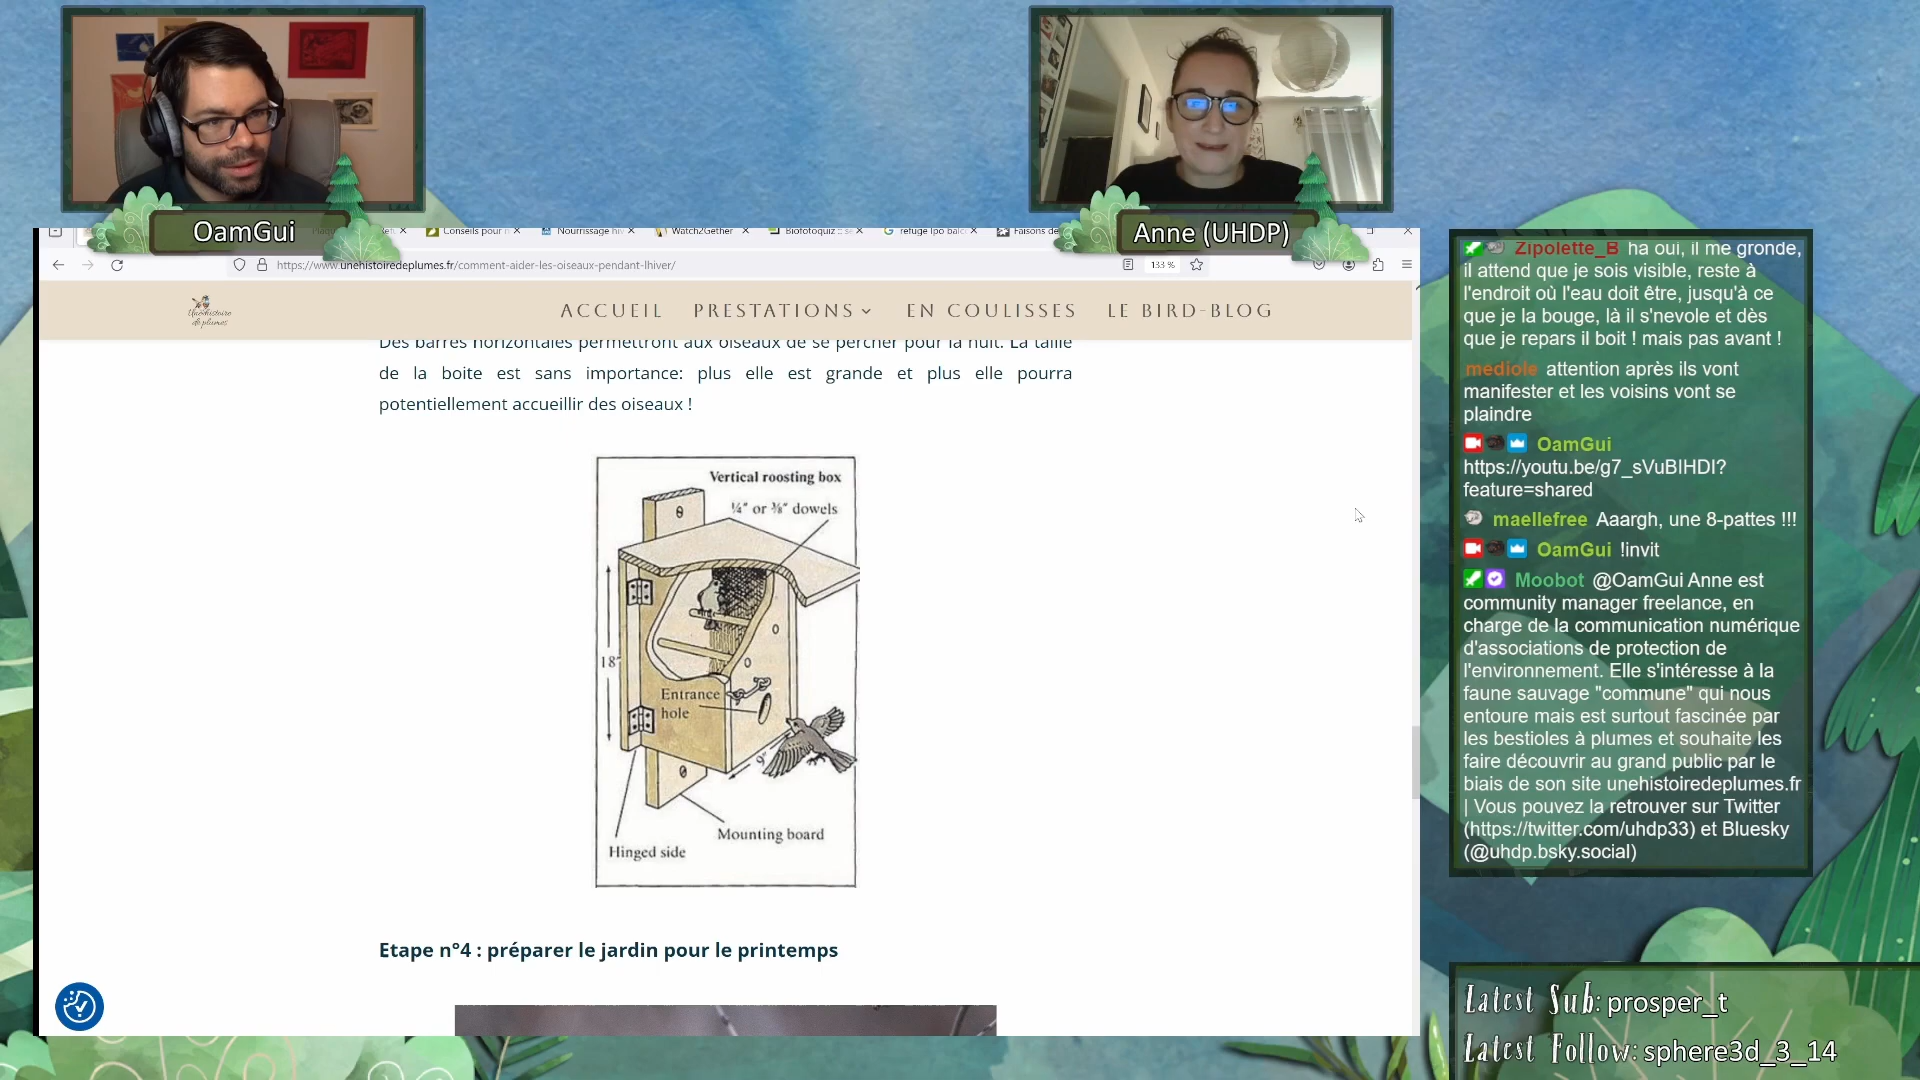 OamGui
Anne (UHDP)
Conseils pour
Nourrissage hiv
Watch2Gether
Biofotoquiz :: se
refuge lpo balc
Faisons de
https://www.unehistoiredeplumes.fr/comment-aider-les-oiseaux-pendant-lhiver/
133 %
Une histoire
de plumes
ACCUEIL
PRESTATIONS
EN COULISSES
LE BIRD-BLOG
Des barres horizontales permettront aux oiseaux de se percher pour la nuit. La taille
de la boite est sans importance: plus elle est grande et plus elle pourra
potentiellement accueillir des oiseaux !
Vertical roosting box
¼" or ⅜" dowels
18"
Entrance
hole
9"
Mounting board
Hinged side
Etape n°4 : préparer le jardin pour le printemps
Zipolette_B ha oui, il me gronde,
il attend que je sois visible, reste à
l'endroit où l'eau doit être, jusqu'à ce
que je la bouge, là il s'nevole et dès
que je repars il boit ! mais pas avant !
mediole attention après ils vont
manifester et les voisins vont se
plaindre
OamGui
https://youtu.be/g7_sVuBIHDI?
feature=shared
maellefree Aaargh, une 8-pattes !!!
OamGui !invit
Moobot @OamGui Anne est
community manager freelance, en
charge de la communication numérique
d'associations de protection de
l'environnement. Elle s'intéresse à la
faune sauvage "commune" qui nous
entoure mais est surtout fascinée par
les bestioles à plumes et souhaite les
faire découvrir au grand public par le
biais de son site unehistoiredeplumes.fr
| Vous pouvez la retrouver sur Twitter
(https://twitter.com/uhdp33) et Bluesky
(@uhdp.bsky.social)
Latest Sub: prosper_t
Latest Follow: sphere3d_3_14